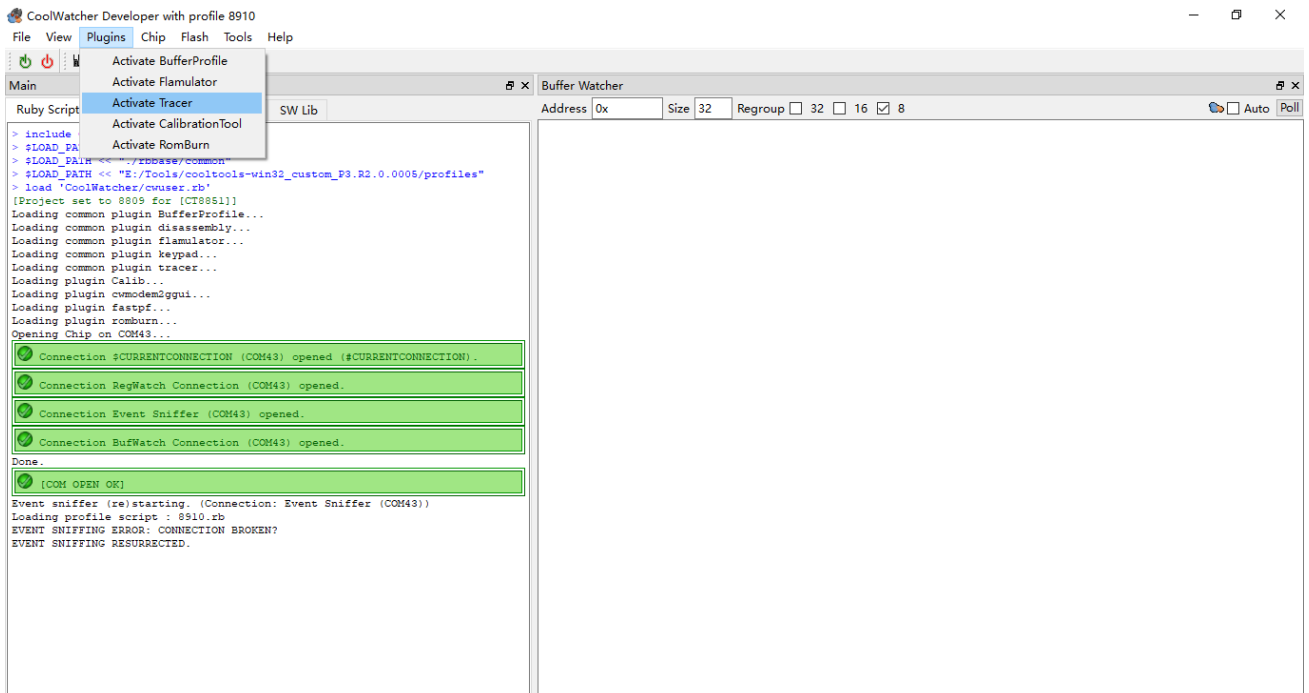 CoolWatcher Developer with profile 8910
File View Plugins Chip Flash Tools Help
Activate BufferProfile
Activate Flamulator
Activate Tracer
Activate CalibrationTool
Activate RomBurn
Main
Buffer Watcher
Ruby Script
SW Lib
Address 0x Size 32 Regroup 32 16 8 Auto Poll
> include
> $LOAD_PA
> $LOAD_PATH << "./rbbase/common"
> $LOAD_PATH << "E:/Tools/cooltools-win32_custom_P3.R2.0.0005/profiles"
> load 'CoolWatcher/cwuser.rb'
[Project set to 8809 for [CT8851]]
Loading common plugin BufferProfile...
Loading common plugin disassembly...
Loading common plugin flamulator...
Loading common plugin keypad...
Loading common plugin tracer...
Loading plugin Calib...
Loading plugin cwmodem2ggui...
Loading plugin fastpf...
Loading plugin romburn...
Opening Chip on COM43...
Connection $CURRENTCONNECTION (COM43) opened (#CURRENTCONNECTION).
Connection RegWatch Connection (COM43) opened.
Connection Event Sniffer (COM43) opened.
Connection BufWatch Connection (COM43) opened.
Done.
[COM OPEN OK]
Event sniffer (re)starting. (Connection: Event Sniffer (COM43))
Loading profile script : 8910.rb
EVENT SNIFFING ERROR: CONNECTION BROKEN?
EVENT SNIFFING RESURRECTED.